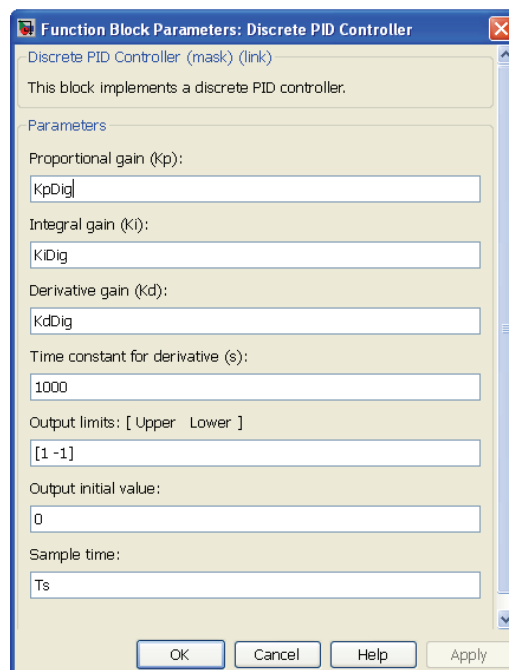 Function Block Parameters: Discrete PID Controller
Discrete PID Controller (mask) (link)
This block implements a discrete PID controller.
Parameters
Proportional gain (Kp):
KpDig
Integral gain (Ki):
KiDig
Derivative gain (Kd):
KdDig
Time constant for derivative (s):
1000
Output limits: [ Upper Lower ]
[1 -1]
Output initial value:
0
Sample time:
Ts
OK Cancel Help Apply